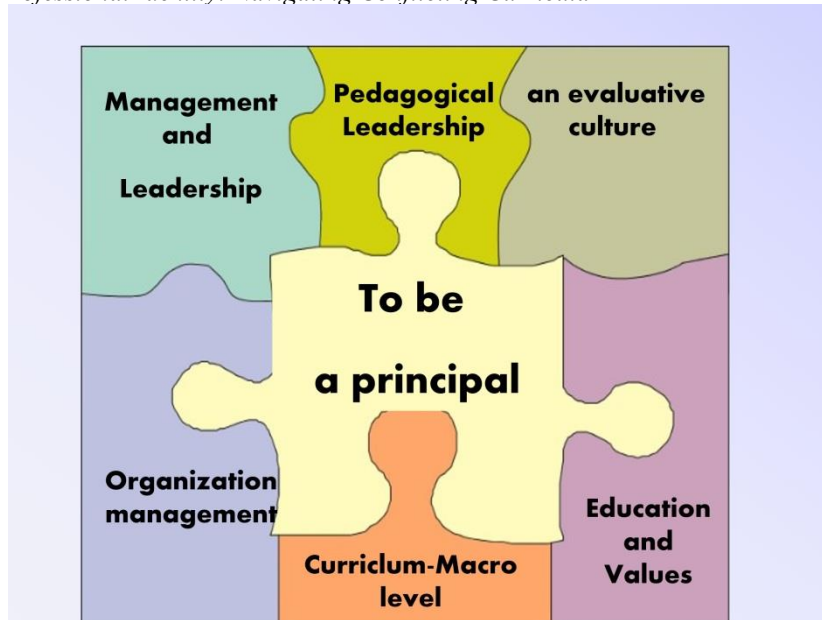 Management
and
Leadership
Pedagogical
Leadership
an evaluative
culture
To be
a principal
Organization
management
Curriclum-Macro
level
Education
and
Values